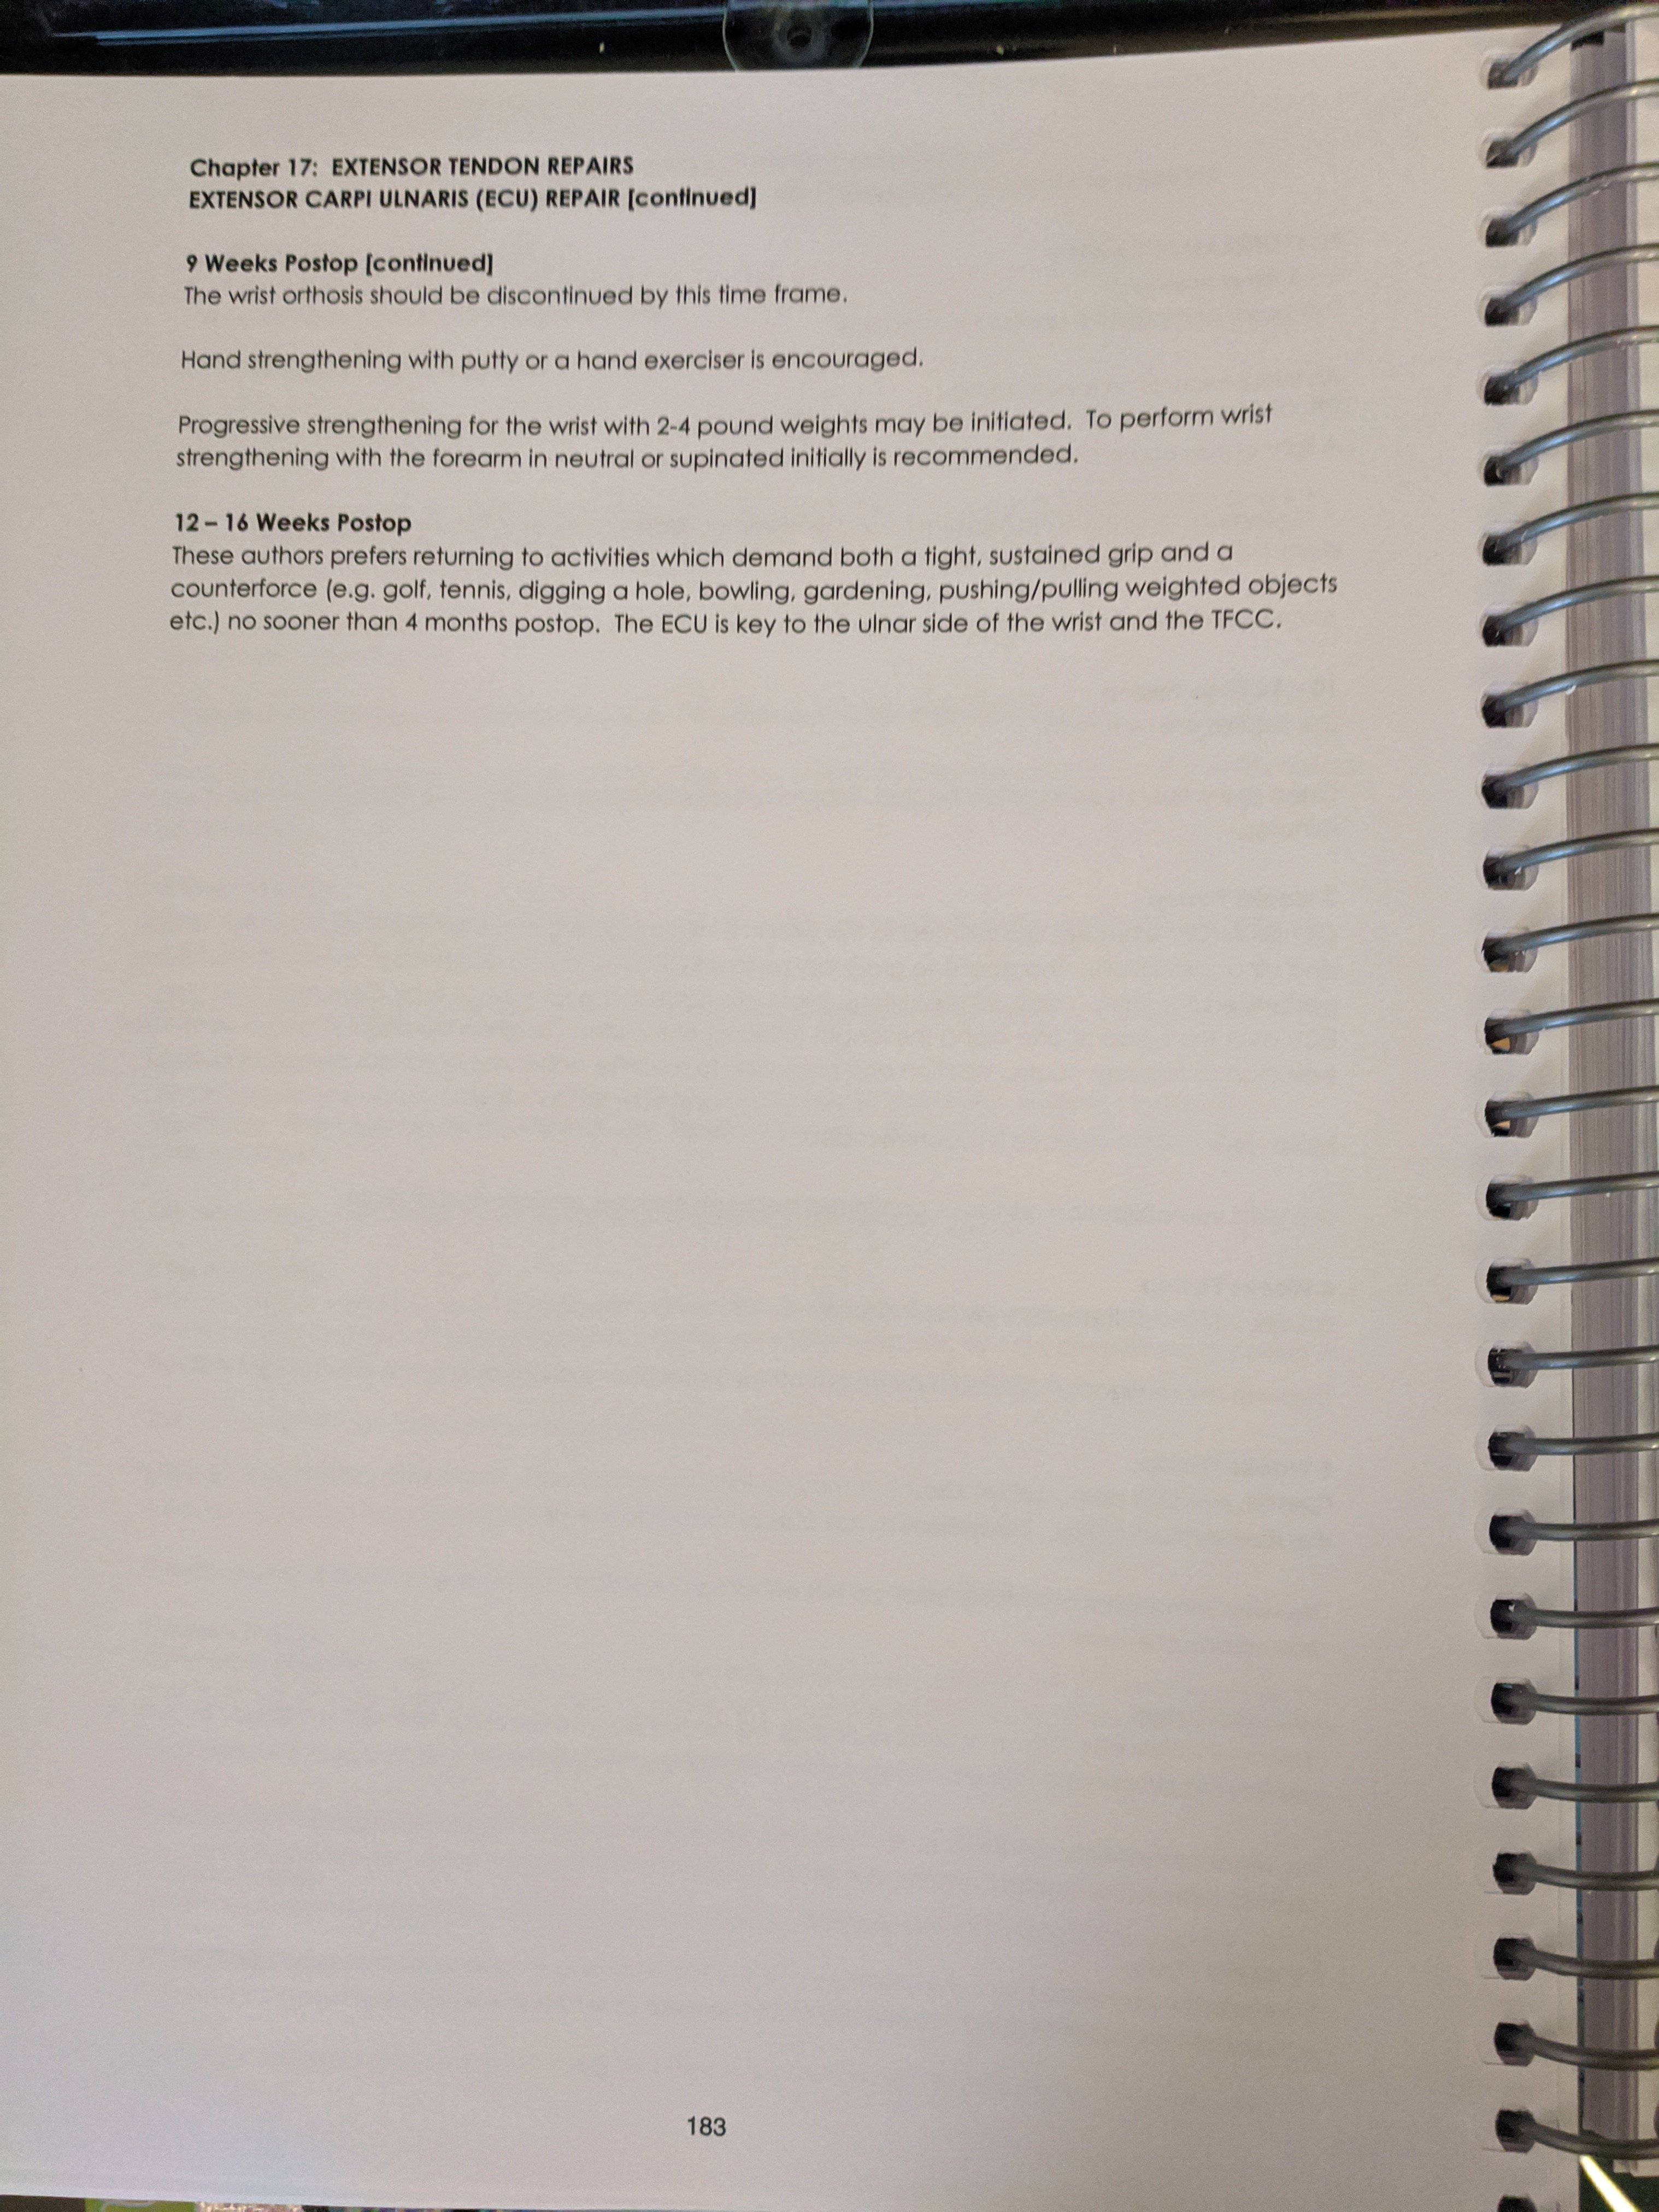 Chapter 17: EXTENSOR TENDON REPAIRS
EXTENSOR CARPI ULNARIS (ECU) REPAIR [continued]
9 Weeks Postop [continued]
The wrist orthosis should be discontinued by this time frame.
Hand strengthening with putty or a hand exerciser is encouraged.
Progressive strengthening for the wrist with 2-4 pound weights may be initiated. To perform wrist
strengthening with the forearm in neutral or supinated initially is recommended.
12 – 16 Weeks Postop
These authors prefers returning to activities which demand both a tight, sustained grip and a
counterforce (e.g. golf, tennis, digging a hole, bowling, gardening, pushing/pulling weighted objects
etc.) no sooner than 4 months postop. The ECU is key to the ulnar side of the wrist and the TFCC.
183